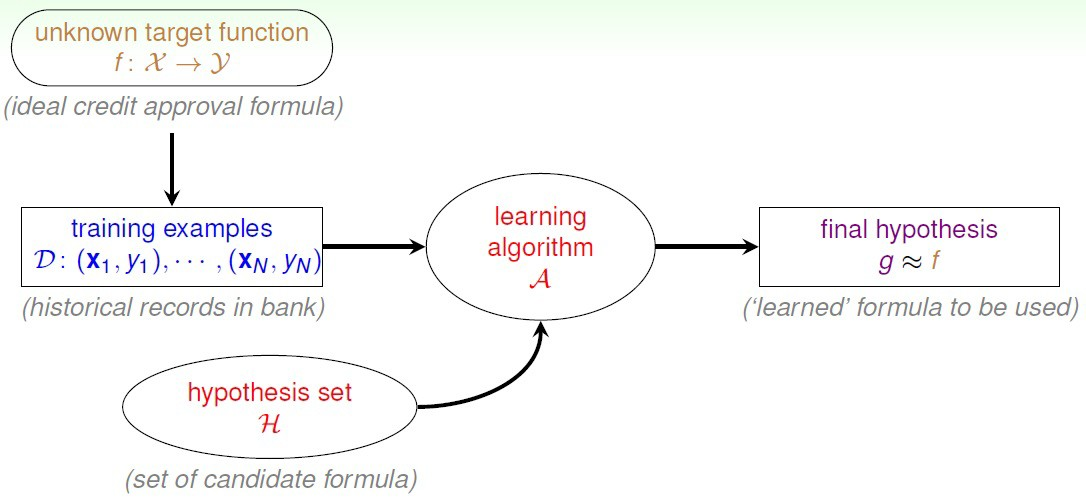 unknown target function
f: 𝒳 → 𝒴
(ideal credit approval formula)
training examples
𝒟: (𝐱₁, y₁), ⋯ , (𝐱_N, y_N)
(historical records in bank)
learning
algorithm
𝒜
final hypothesis
g ≈ f
('learned' formula to be used)
hypothesis set
ℋ
(set of candidate formula)